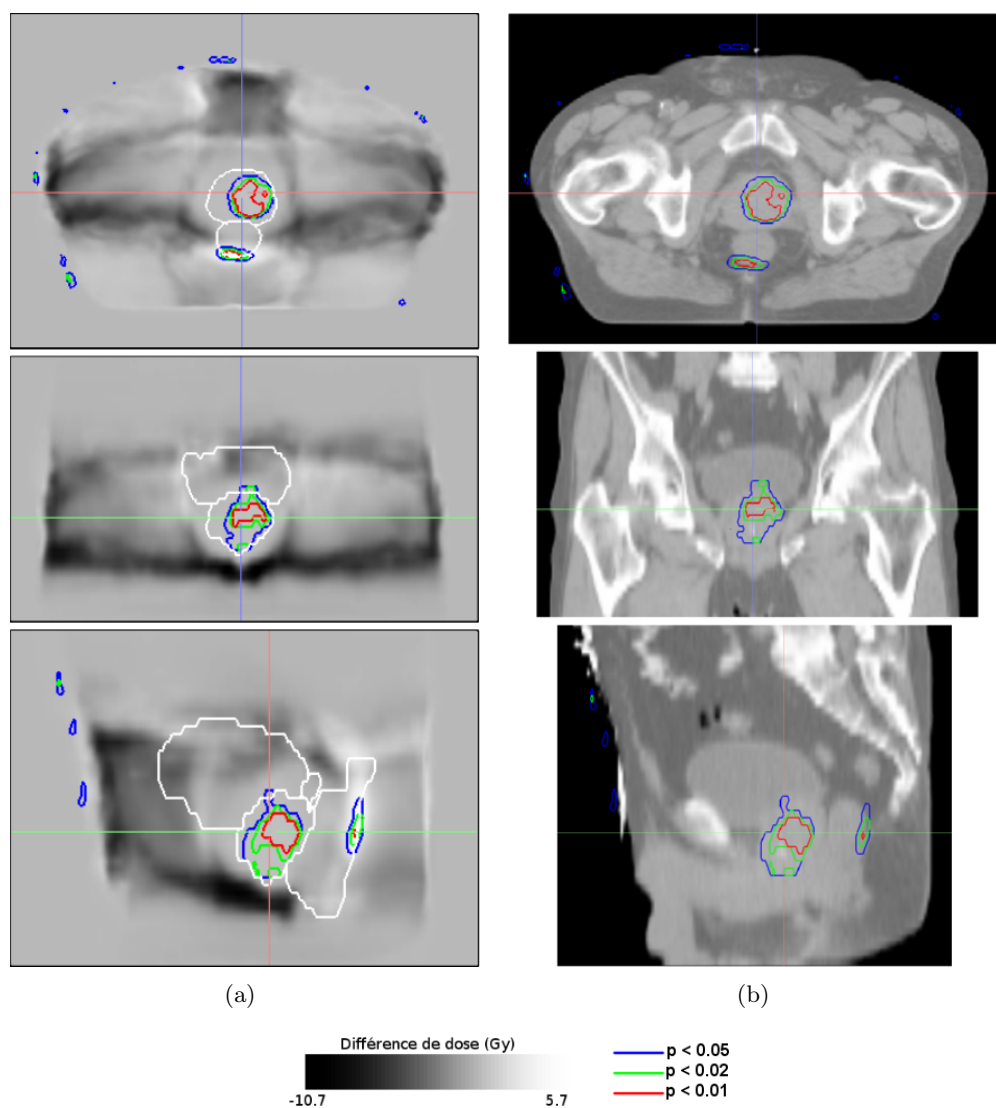 (a)
(b)
Différence de dose (Gy)
-10.7
5.7
p < 0.05
p < 0.02
p < 0.01